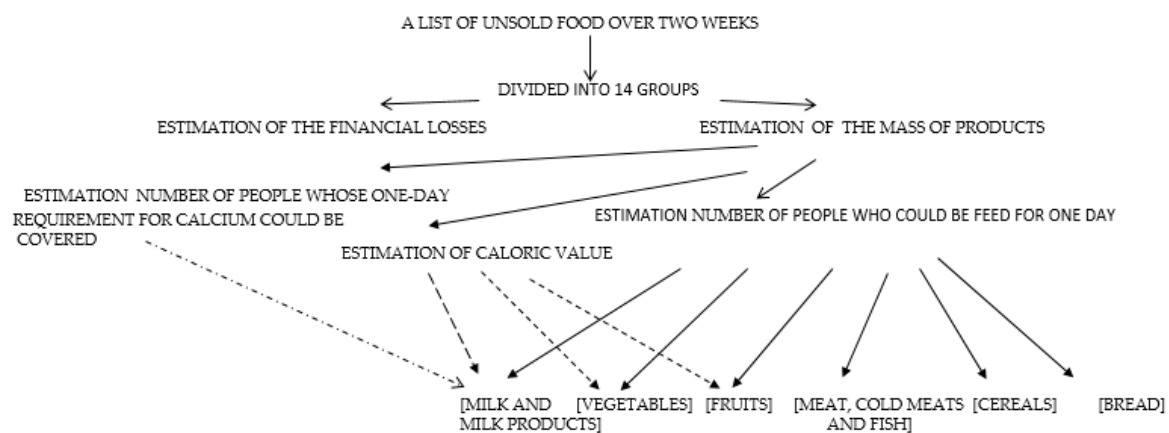 A LIST OF UNSOLD FOOD OVER TWO WEEKS
DIVIDED INTO 14 GROUPS
ESTIMATION OF THE FINANCIAL LOSSES
ESTIMATION OF THE MASS OF PRODUCTS
ESTIMATION NUMBER OF PEOPLE WHOSE ONE-DAY
REQUIREMENT FOR CALCIUM COULD BE
COVERED
ESTIMATION NUMBER OF PEOPLE WHO COULD BE FEED FOR ONE DAY
ESTIMATION OF CALORIC VALUE
[MILK AND
MILK PRODUCTS]
[VEGETABLES]
[FRUITS]
[MEAT, COLD MEATS
AND FISH]
[CEREALS]
[BREAD]